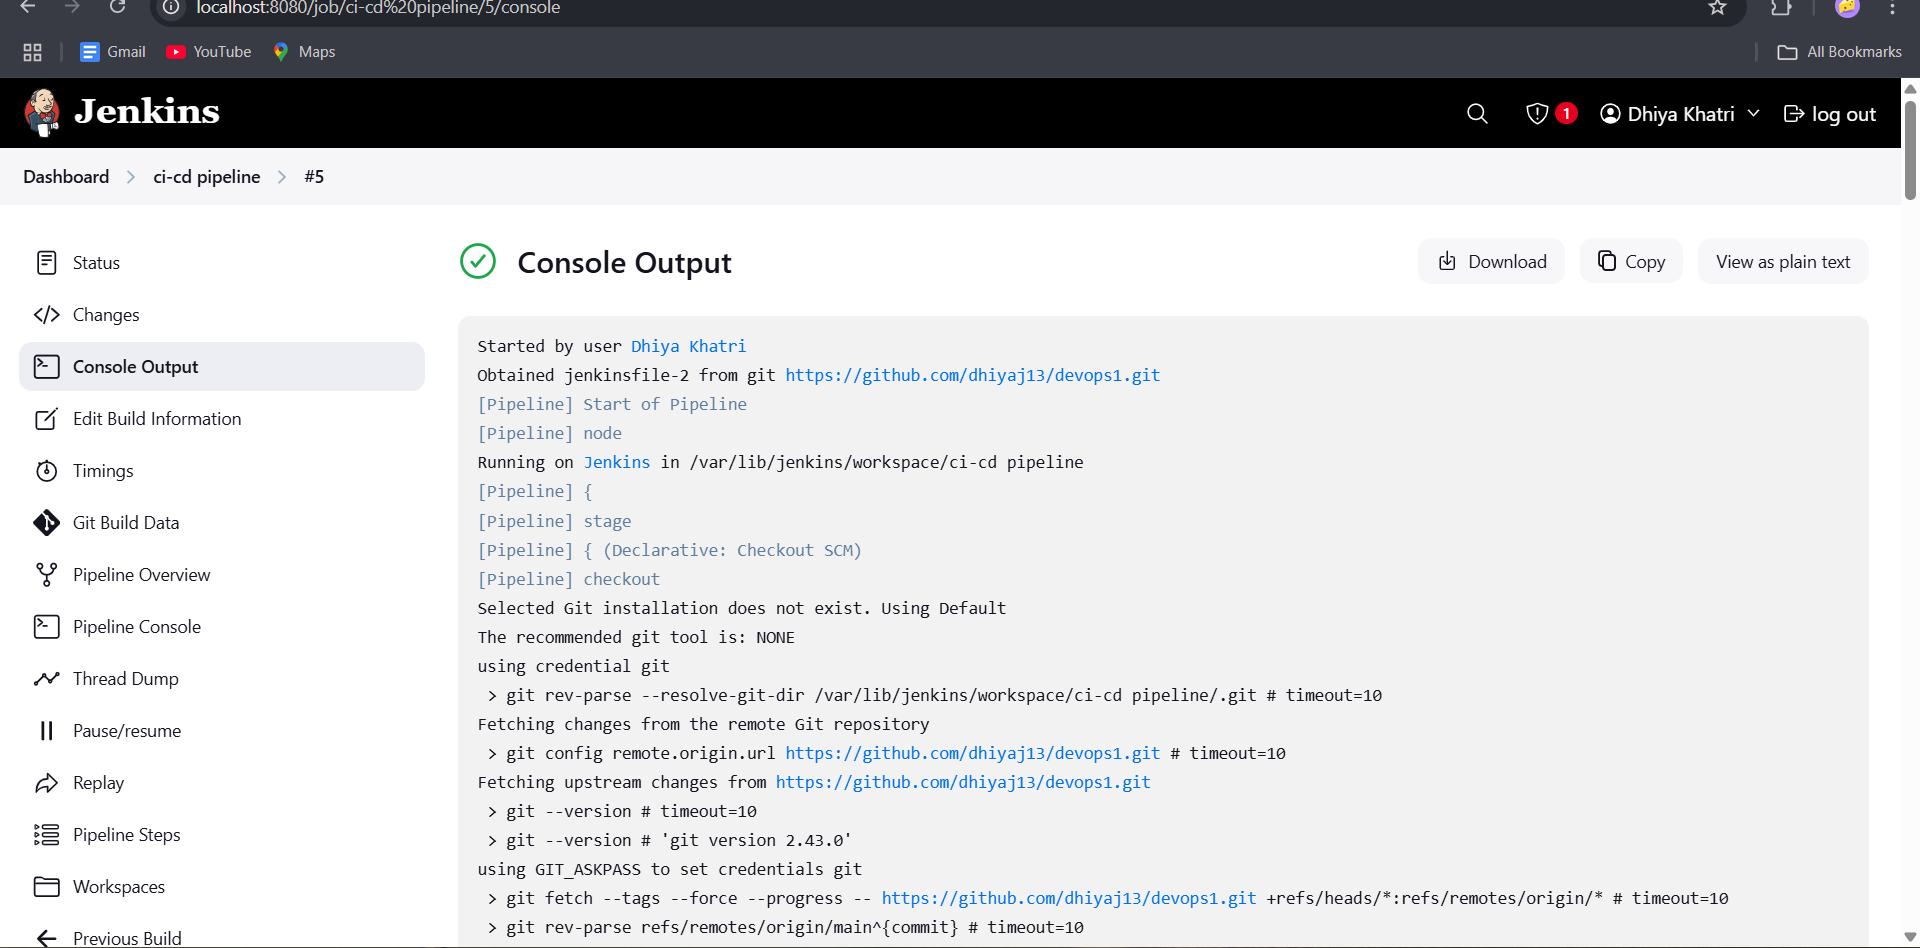 localhost:8080/job/ci-cd%20pipeline/5/console
Gmail YouTube Maps All Bookmarks
Jenkins 1 Dhiya Khatri log out
Dashboard ci-cd pipeline #5
Status
Changes
Console Output
Edit Build Information
Timings
Git Build Data
Pipeline Overview
Pipeline Console
Thread Dump
Pause/resume
Replay
Pipeline Steps
Workspaces
Previous Build
Console Output Download Copy View as plain text
Started by user Dhiya Khatri
Obtained jenkinsfile-2 from git https://github.com/dhiyaj13/devops1.git
[Pipeline] Start of Pipeline
[Pipeline] node
Running on Jenkins in /var/lib/jenkins/workspace/ci-cd pipeline
[Pipeline] {
[Pipeline] stage
[Pipeline] { (Declarative: Checkout SCM)
[Pipeline] checkout
Selected Git installation does not exist. Using Default
The recommended git tool is: NONE
using credential git
> git rev-parse --resolve-git-dir /var/lib/jenkins/workspace/ci-cd pipeline/.git # timeout=10
Fetching changes from the remote Git repository
> git config remote.origin.url https://github.com/dhiyaj13/devops1.git # timeout=10
Fetching upstream changes from https://github.com/dhiyaj13/devops1.git
> git --version # timeout=10
> git --version # 'git version 2.43.0'
using GIT_ASKPASS to set credentials git
> git fetch --tags --force --progress -- https://github.com/dhiyaj13/devops1.git +refs/heads/*:refs/remotes/origin/* # timeout=10
> git rev-parse refs/remotes/origin/main^{commit} # timeout=10